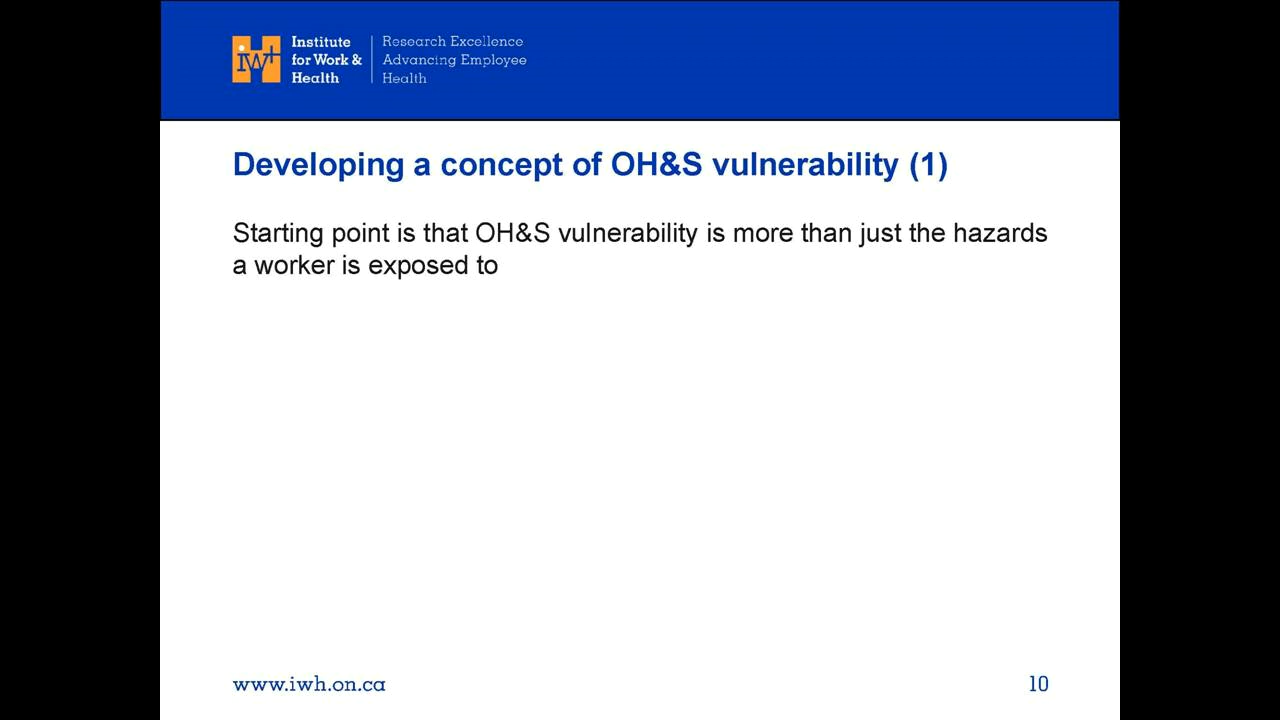 iw+
Institute
for Work &
Health
Research Excellence
Advancing Employee
Health
Developing a concept of OH&S vulnerability (1)
Starting point is that OH&S vulnerability is more than just the hazards
a worker is exposed to
www.iwh.on.ca
10